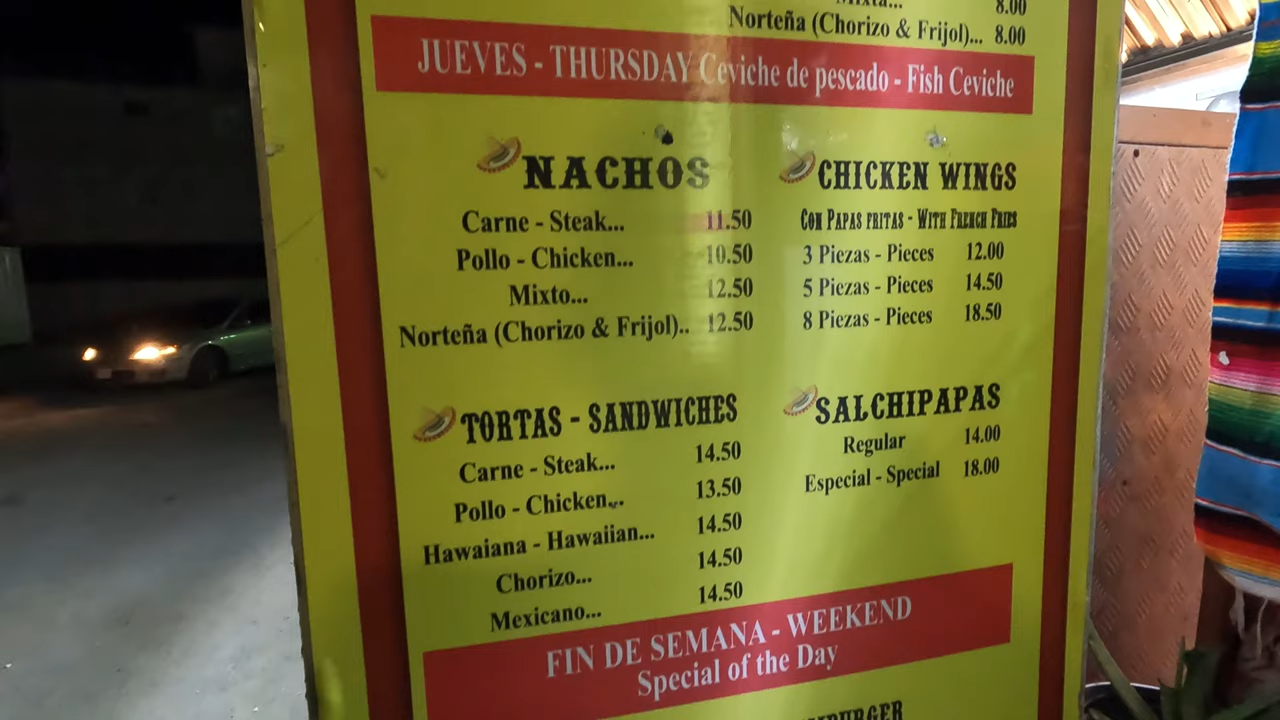 Mixta... 8.00
Norteña (Chorizo & Frijol)... 8.00
JUEVES - THURSDAY Ceviche de pescado - Fish Ceviche
NACHOS
Carne - Steak... 11.50
Pollo - Chicken... 10.50
Mixto... 12.50
Norteña (Chorizo & Frijol).. 12.50
CHICKEN WINGS
CON PAPAS FRITAS - WITH FRENCH FRIES
3 Piezas - Pieces 12.00
5 Piezas - Pieces 14.50
8 Piezas - Pieces 18.50
TORTAS - SANDWICHES
Carne - Steak... 14.50
Pollo - Chicken... 13.50
Hawaiana - Hawaiian... 14.50
Chorizo... 14.50
Mexicano... 14.50
SALCHIPAPAS
Regular 14.00
Especial - Special 18.00
FIN DE SEMANA - WEEKEND
Special of the Day